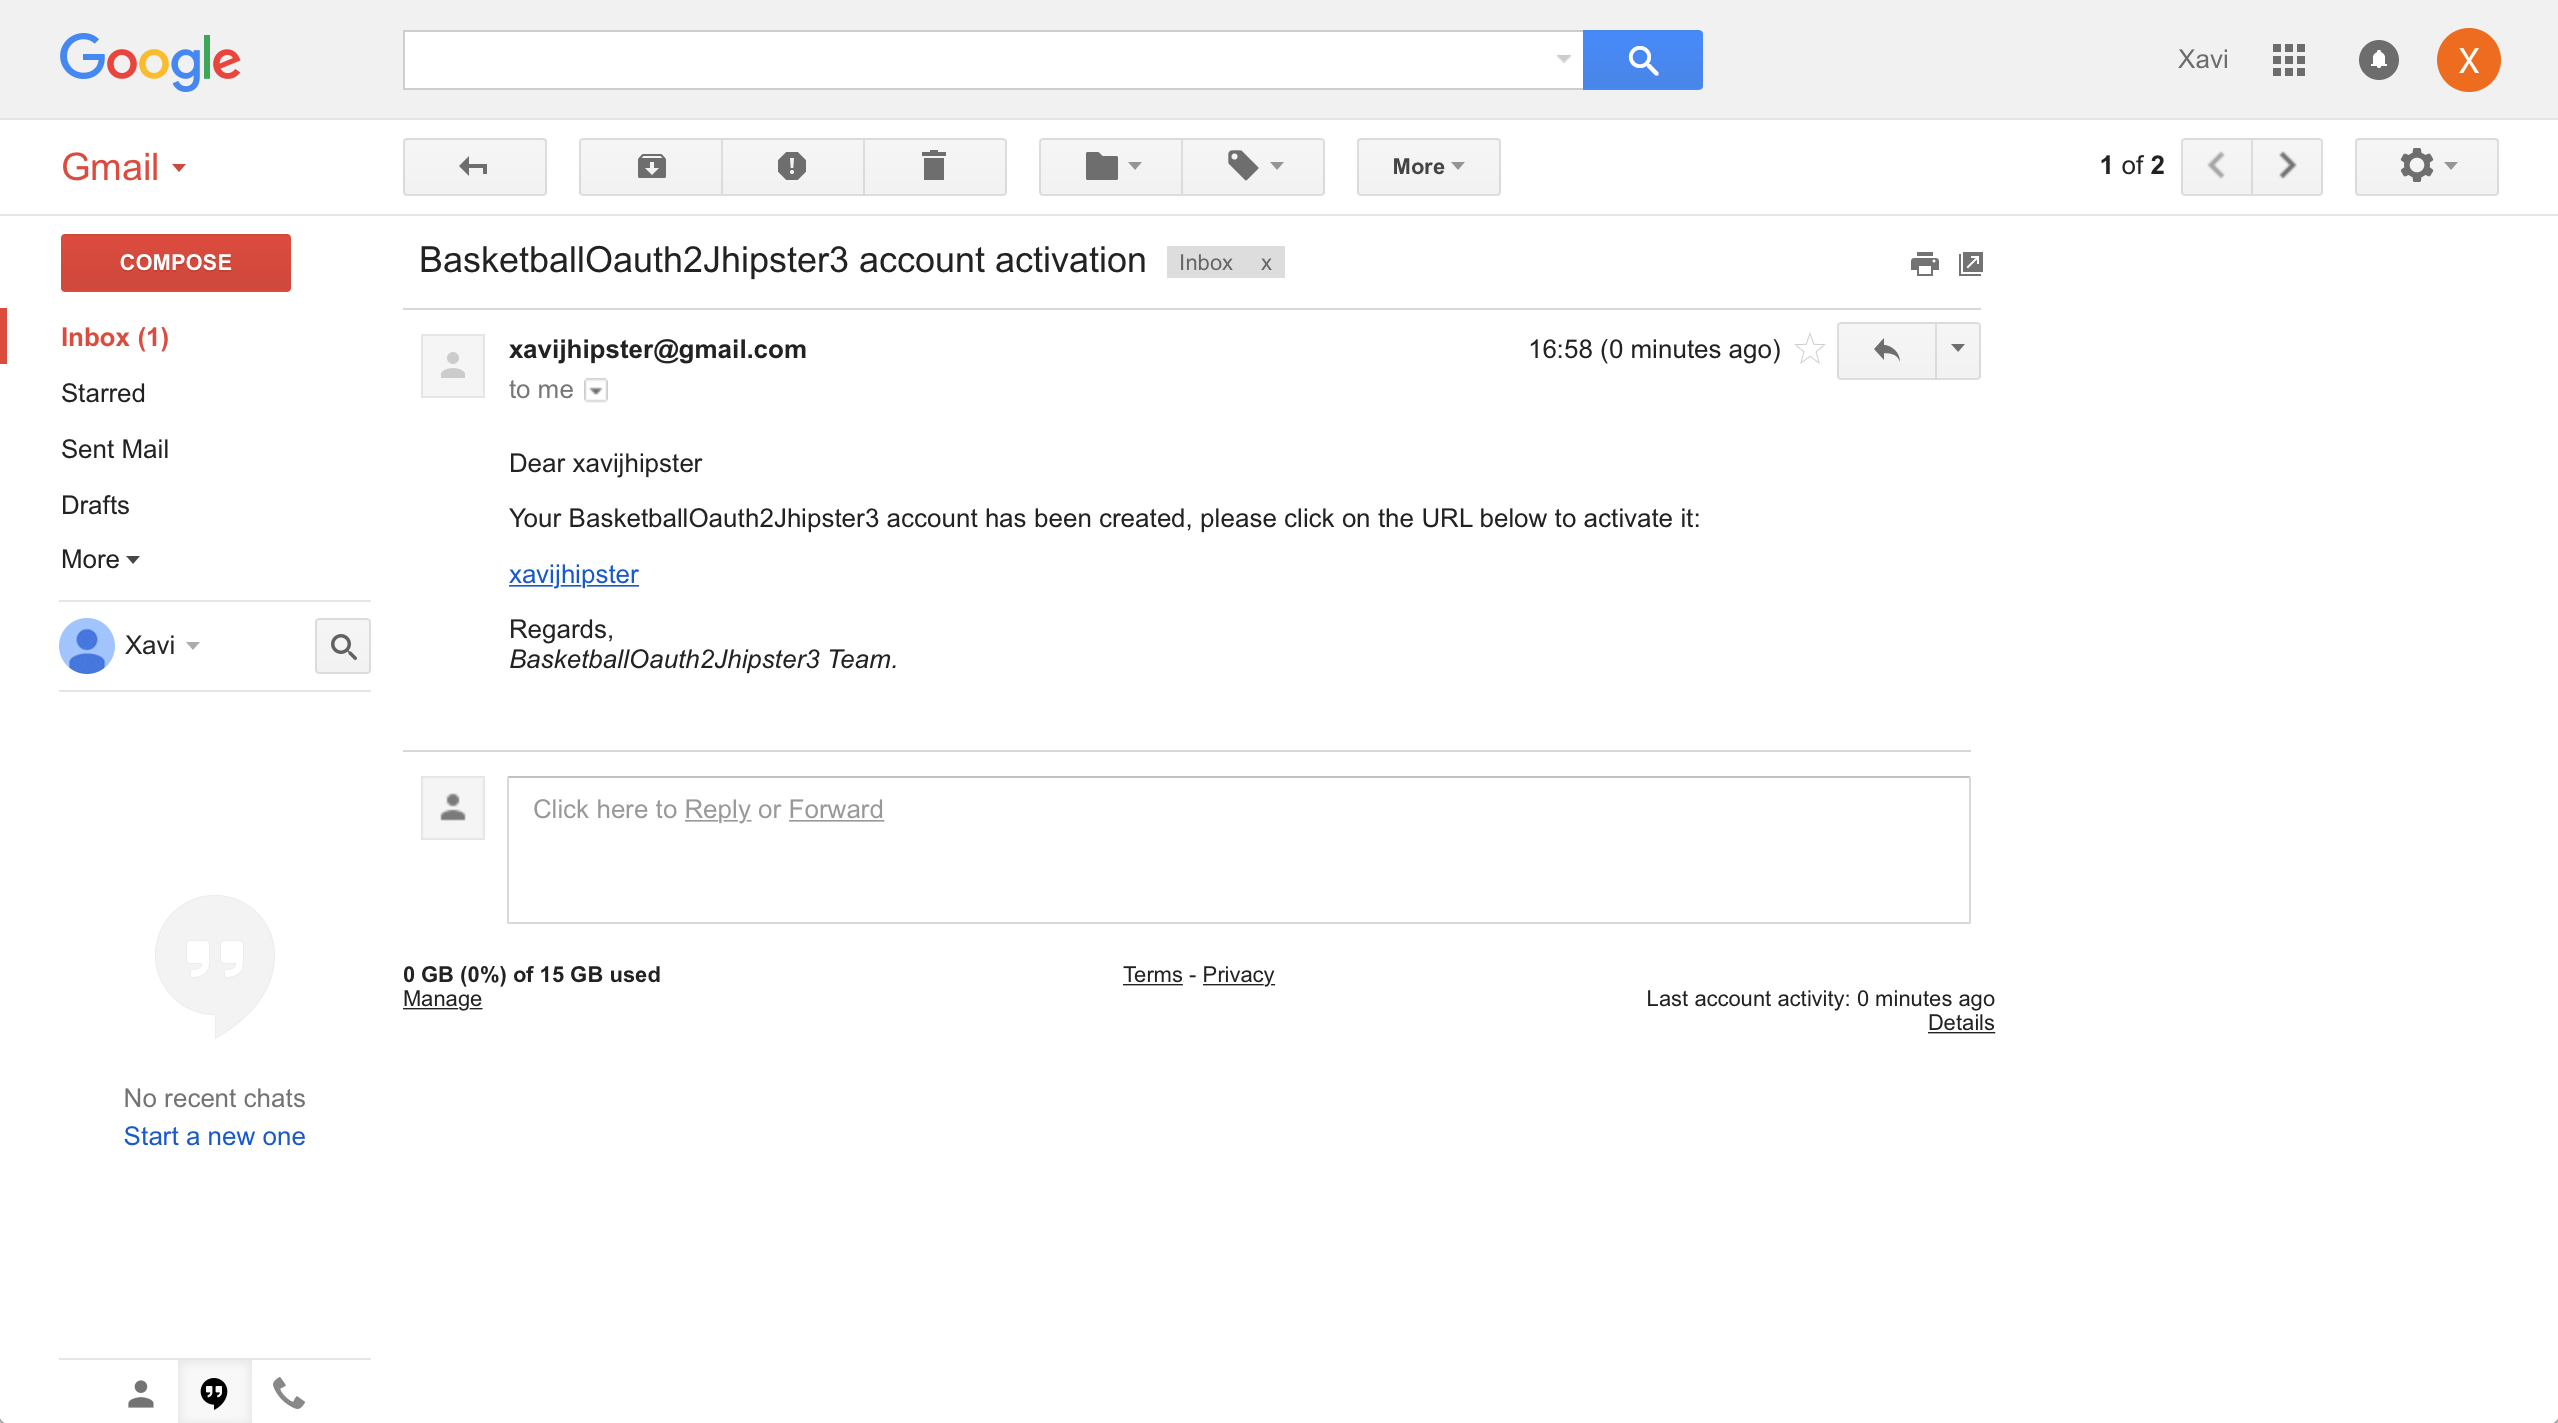 Google
Xavi
X
Gmail
More
1 of 2
COMPOSE
BasketballOauth2Jhipster3 account activation
Inbox x
Inbox (1)
Starred
Sent Mail
Drafts
More
Xavi
xavijhipster@gmail.com
16:58 (0 minutes ago)
to me
Dear xavijhipster
Your BasketballOauth2Jhipster3 account has been created, please click on the URL below to activate it:
xavijhipster
Regards,
BasketballOauth2Jhipster3 Team.
Click here to Reply or Forward
0 GB (0%) of 15 GB used
Manage
Terms - Privacy
Last account activity: 0 minutes ago
Details
No recent chats
Start a new one